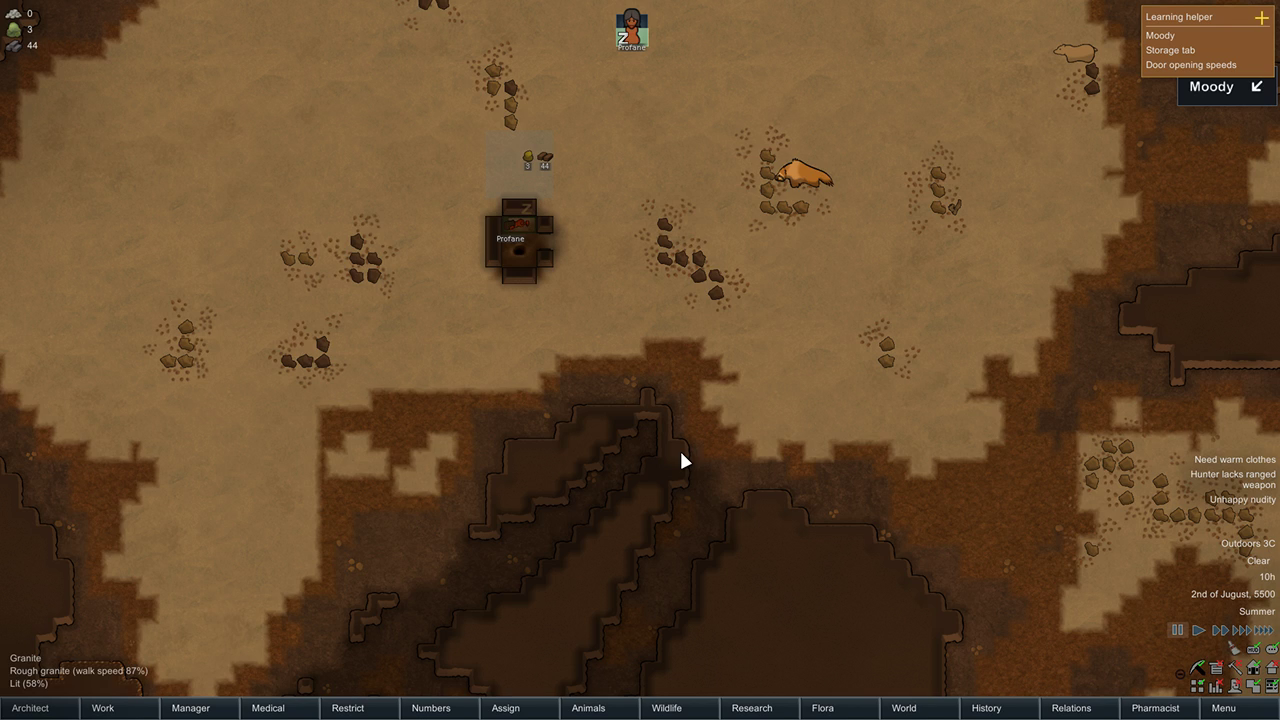 0
3
44
Z
Profane
Learning helper
Moody
Storage tab
Door opening speeds
Moody
3
44
Z
Profane
Need warm clothes
Hunter lacks ranged
weapon
Unhappy nudity
Outdoors 3C
Clear
10h
2nd of Jugust, 5500
Summer
Granite
Rough granite (walk speed 87%)
Lit (58%)
Architect
Work
Manager
Medical
Restrict
Numbers
Assign
Animals
Wildlife
Research
Flora
World
History
Relations
Pharmacist
Menu